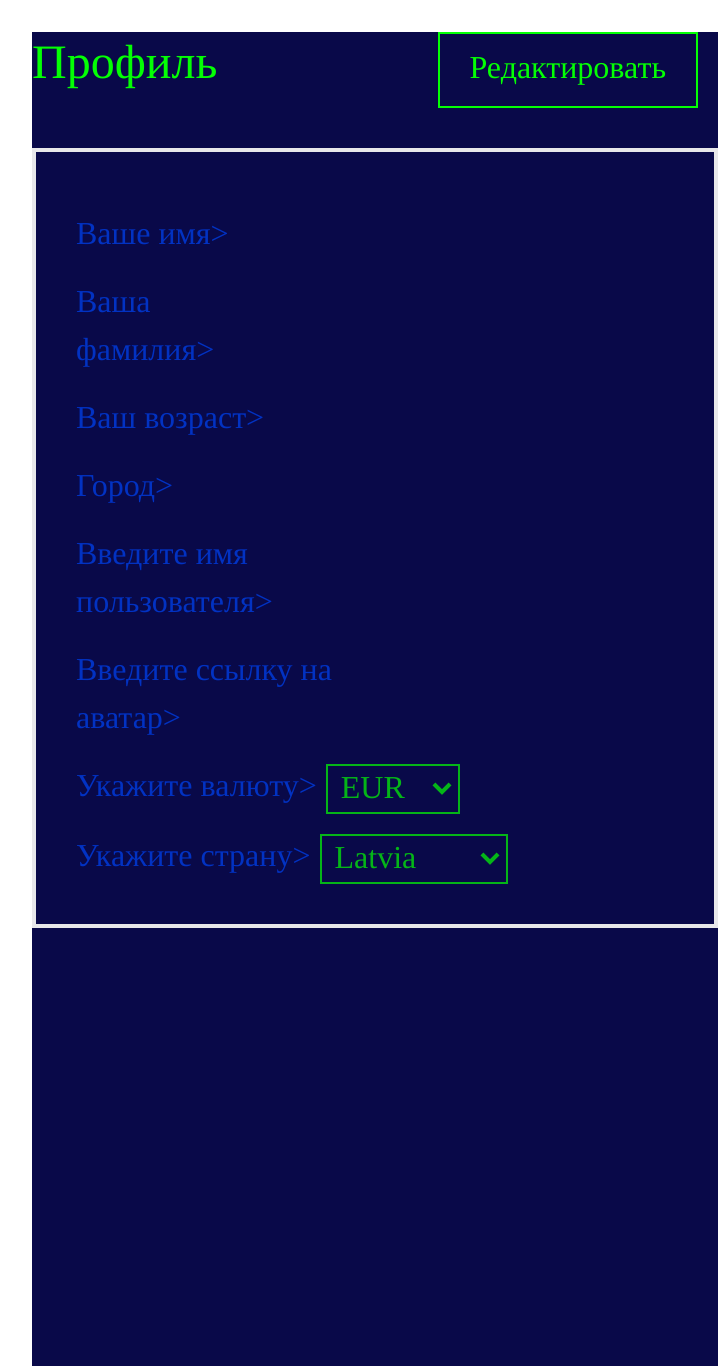 Профиль
Редактировать
Ваше имя>
Ваша
фамилия>
Ваш возраст>
Город>
Введите имя
пользователя>
Введите ссылку на
аватар>
Укажите валюту> EUR
Укажите страну> Latvia